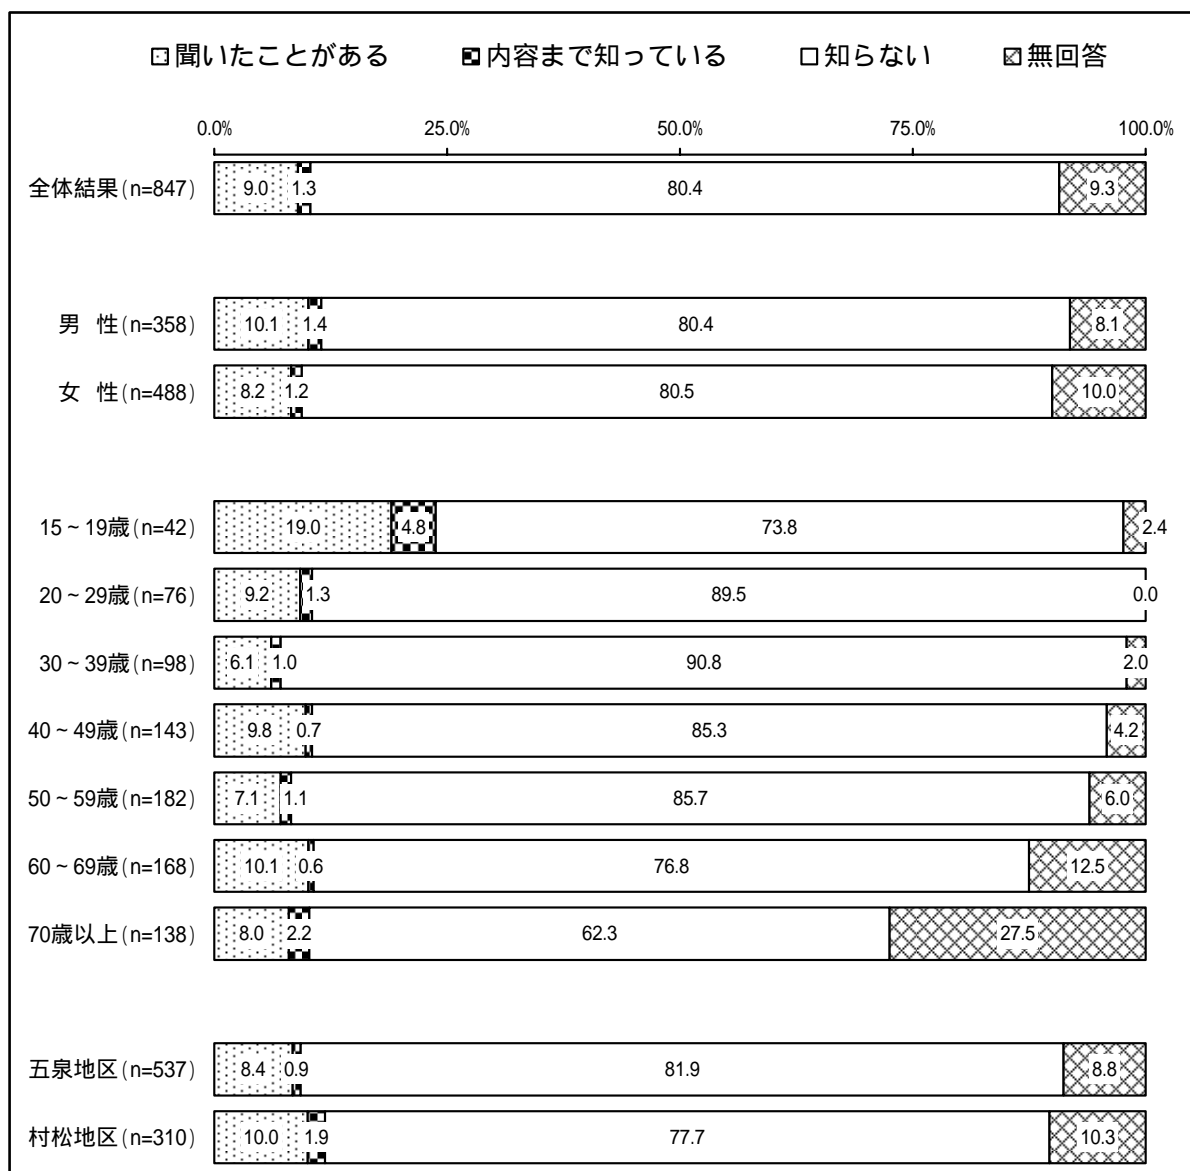 聞いたことがある 内容まで知っている 知らない 無回答
0.0% 25.0% 50.0% 75.0% 100.0%
全体結果(n=847) 9.0 1.3 80.4 9.3
男 性(n=358) 10.1 1.4 80.4 8.1
女 性(n=488) 8.2 1.2 80.5 10.0
15~19歳(n=42) 19.0 4.8 73.8 2.4
20~29歳(n=76) 9.2 1.3 89.5 0.0
30~39歳(n=98) 6.1 1.0 90.8 2.0
40~49歳(n=143) 9.8 0.7 85.3 4.2
50~59歳(n=182) 7.1 1.1 85.7 6.0
60~69歳(n=168) 10.1 0.6 76.8 12.5
70歳以上(n=138) 8.0 2.2 62.3 27.5
五泉地区(n=537) 8.4 0.9 81.9 8.8
村松地区(n=310) 10.0 1.9 77.7 10.3